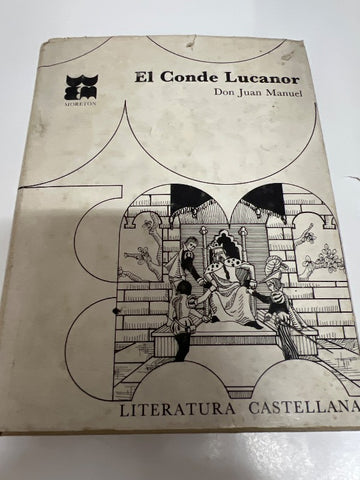 El Conde Lucanor
Don Juan Manuel
MORETON
LITERATURA CASTELLANA